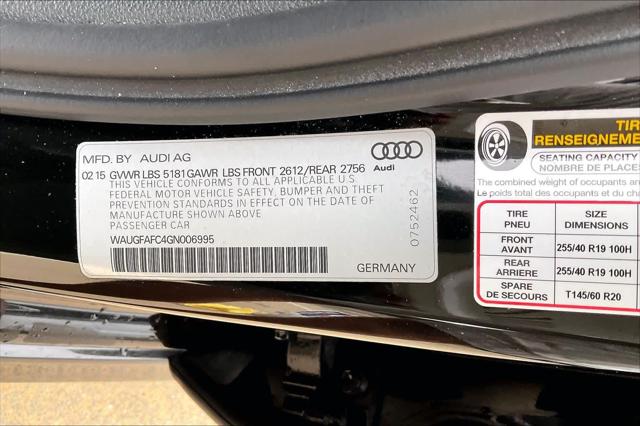 MFD. BY AUDI AG
02 15 GVWR LBS 5181 GAWR LBS FRONT 2612/REAR 2756
Audi
THIS VEHICLE CONFORMS TO ALL APPLICABLE U.S.
FEDERAL MOTOR VEHICLE SAFETY, BUMPER AND THEFT
PREVENTION STANDARDS IN EFFECT ON THE DATE OF
MANUFACTURE SHOWN ABOVE
PASSENGER CAR
WAUGFAFC4GN006995
0752462
GERMANY
TIRE
RENSEIGNEME
SEATING CAPACITY
The combined weight of occupants an
Le poids total des occupants et du cha
TIRE SIZE
PNEU DIMENSIONS
FRONT
AVANT 255/40 R19 100H
REAR
ARRIERE 255/40 R19 100H
SPARE
DE SECOURS T145/60 R20